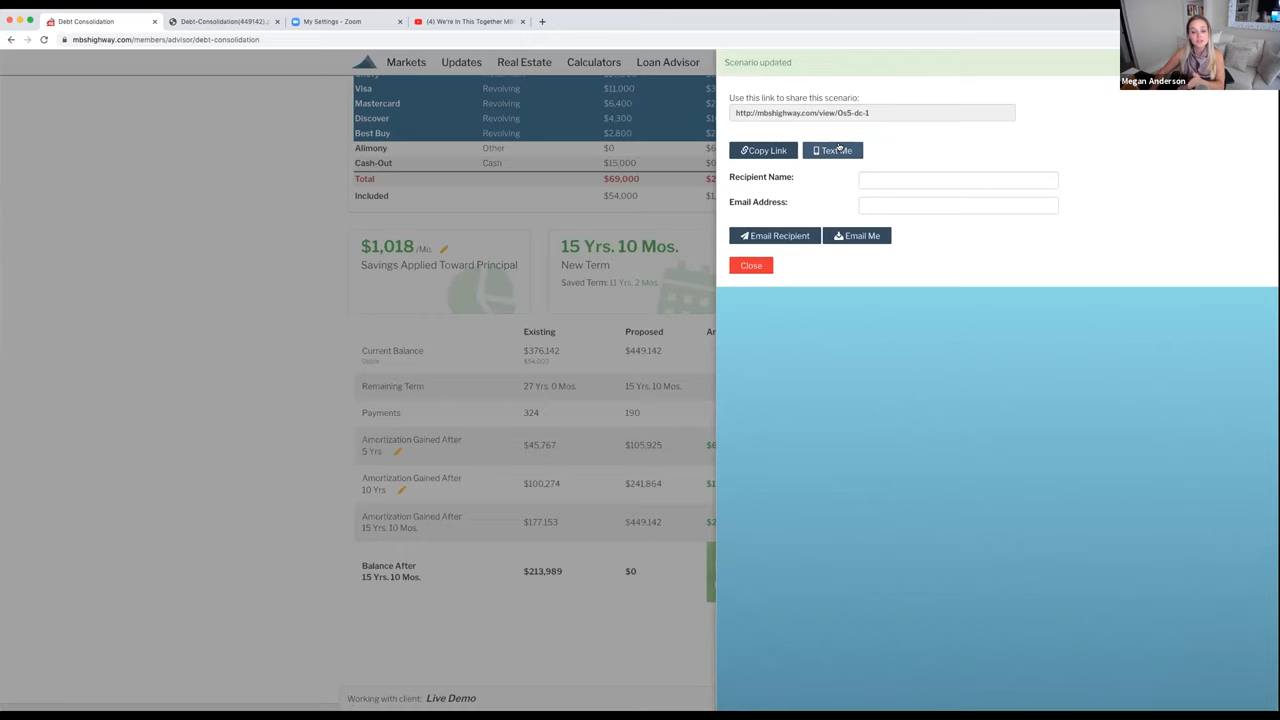 Debt Consolidation
Debt-Consolidation(449142).p
My Settings - Zoom
(4) We're In This Together MB
mbshighway.com/members/advisor/debt-consolidation
Markets Updates Real Estate Calculators Loan Advisor
Scenario updated
Megan Anderson
Use this link to share this scenario:
http://mbshighway.com/view/Os5-dc-1
Copy Link Text Me
Recipient Name:
Email Address:
Email Recipient Email Me
Close
Visa Revolving $11,000
Mastercard Revolving $6,400
Discover Revolving $4,300
Best Buy Revolving $2,800
Alimony Other $0
Cash-Out Cash $15,000
Total $69,000
Included $54,000
$1,018 /Mo.
Savings Applied Toward Principal
15 Yrs. 10 Mos.
New Term
Saved Term: 11 Yrs. 2 Mos.
Existing Proposed
Current Balance $376,142 $449,142
Remaining Term 27 Yrs. 0 Mos. 15 Yrs. 10 Mos.
Payments 324 190
Amortization Gained After
5 Yrs $45,767 $105,925
Amortization Gained After
10 Yrs $100,274 $241,864
Amortization Gained After
15 Yrs. 10 Mos. $177,153 $449,142
Balance After
15 Yrs. 10 Mos. $213,989 $0
Working with client: Live Demo